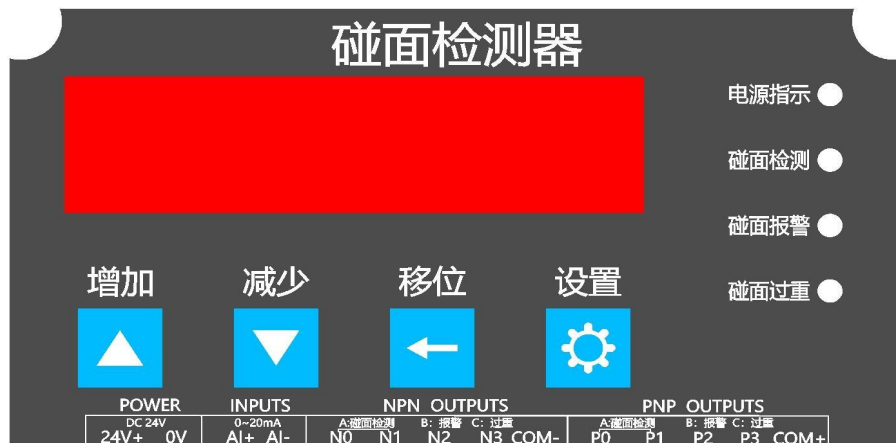 碰面检测器
电源指示
碰面检测
碰面报警
碰面过重
增加 减少 移位 设置
POWER INPUTS NPN OUTPUTS PNP OUTPUTS
DC 24V 0~20mA A:碰面检测 B: 报警 C: 过重 A:碰面检测 B: 报警 C: 过重
24V+ 0V AI+ AI- N0 N1 N2 N3 COM- P0 P1 P2 P3 COM+